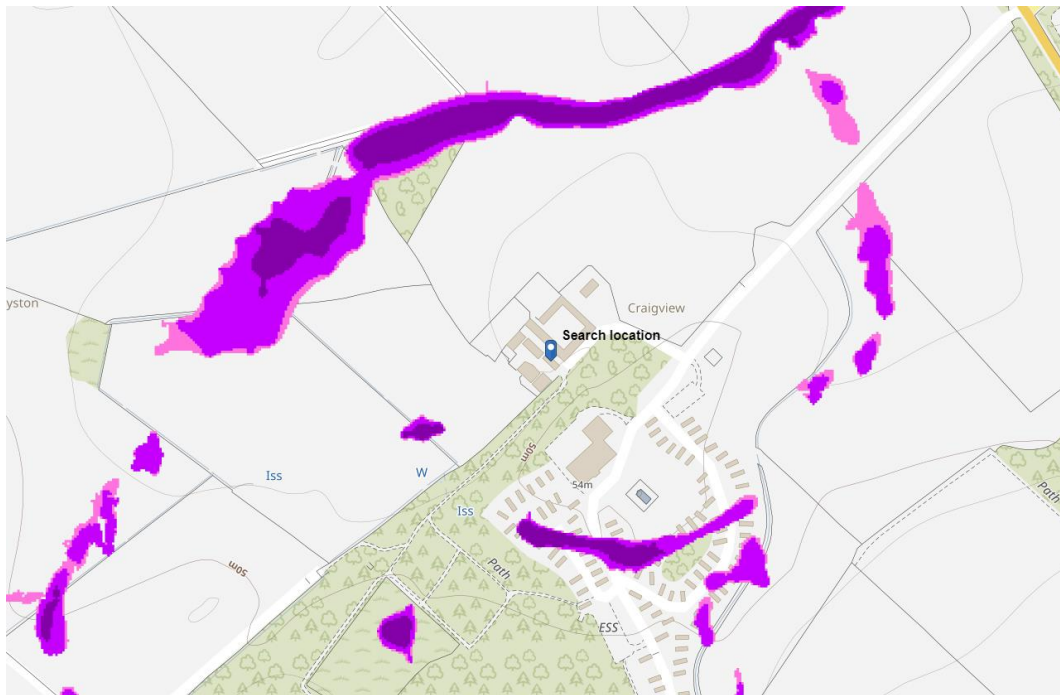 yston
Craigview
Search location
50m
Iss
W
54m
Iss
Path
Path
50m
ESS